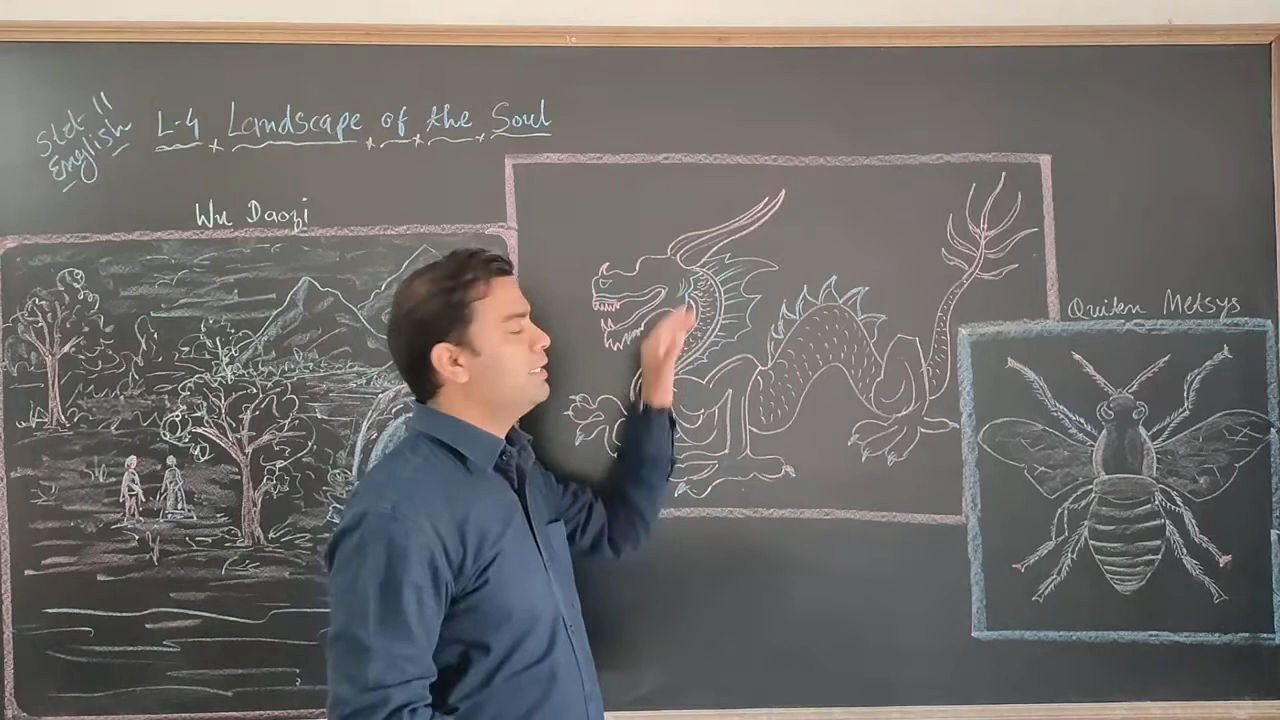 Std-11
English
L-4 Landscape of the Soul
Wu Daozi
Quiten Metsys